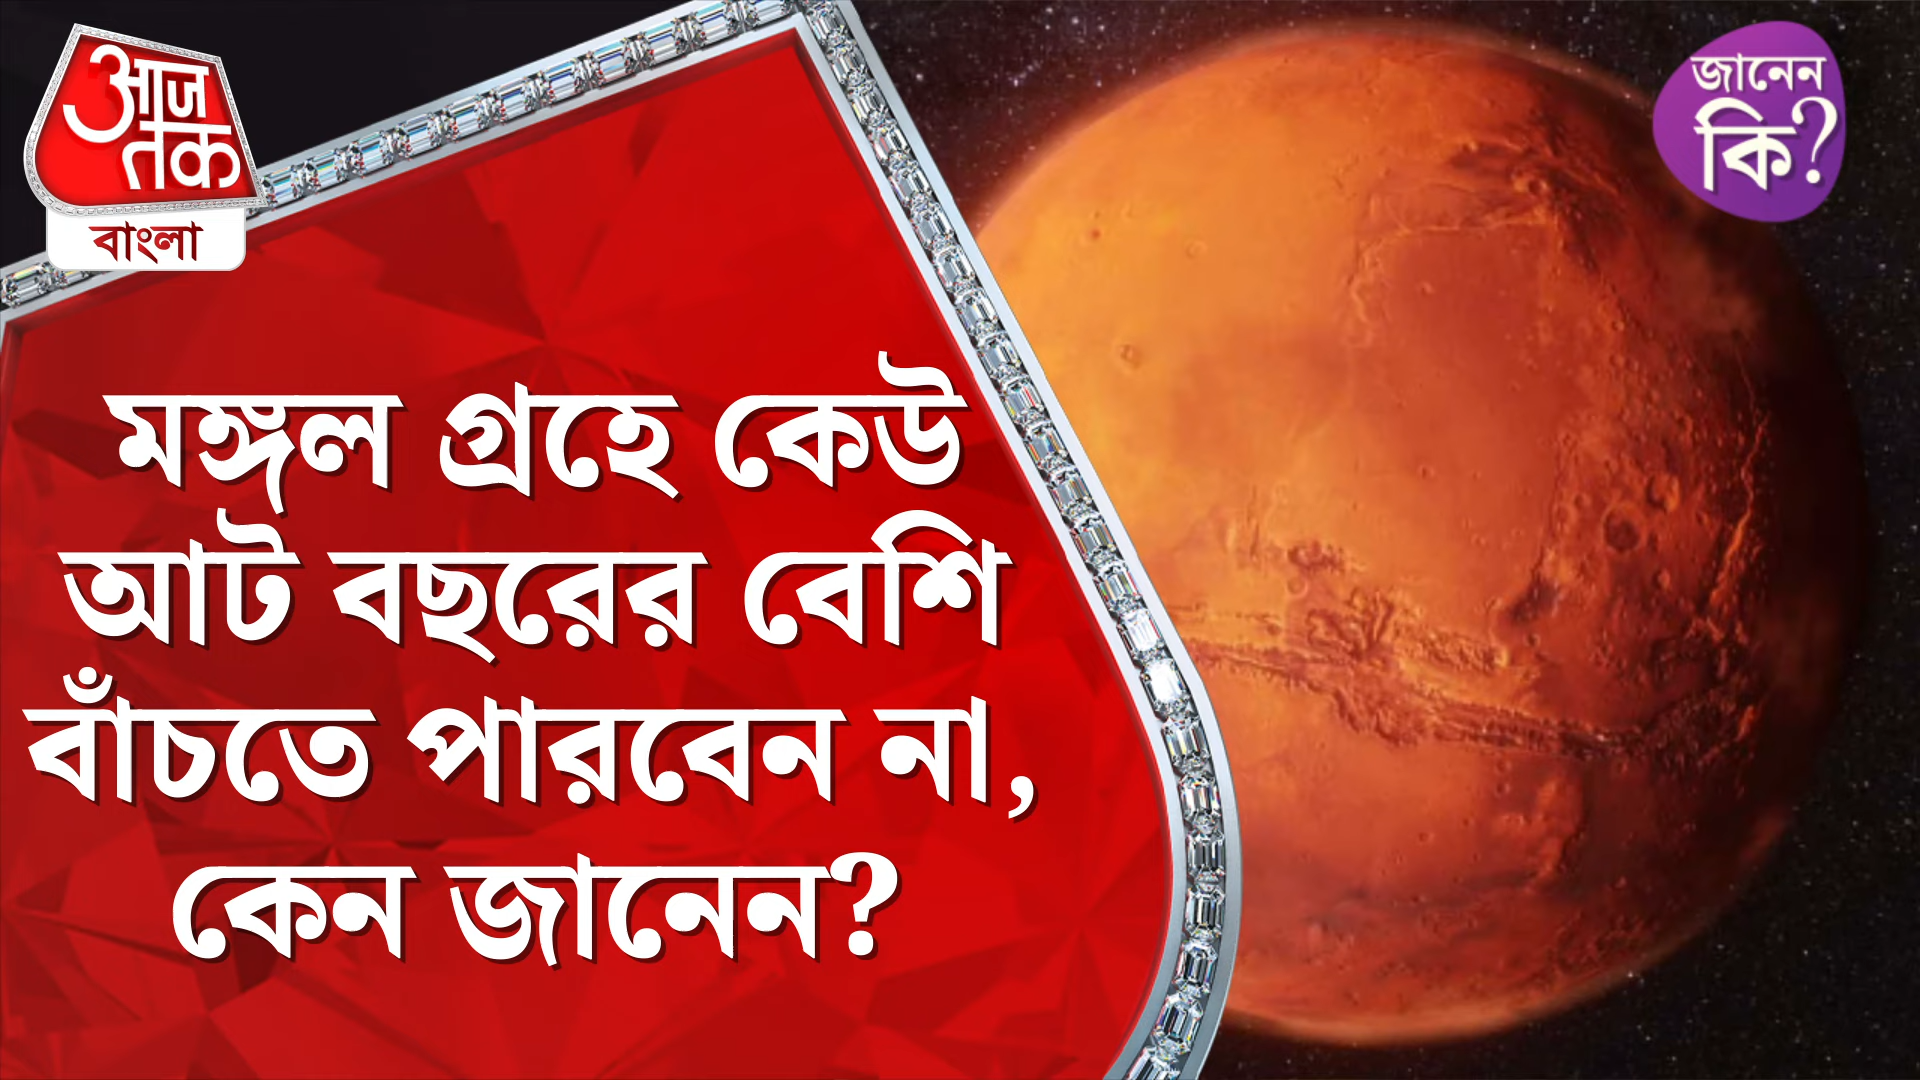 আজ
তক
বাংলা
জানেন
কি?
মঙ্গল গ্রহে কেউ
আট বছরের বেশি
বাঁচতে পারবেন না,
কেন জানেন?